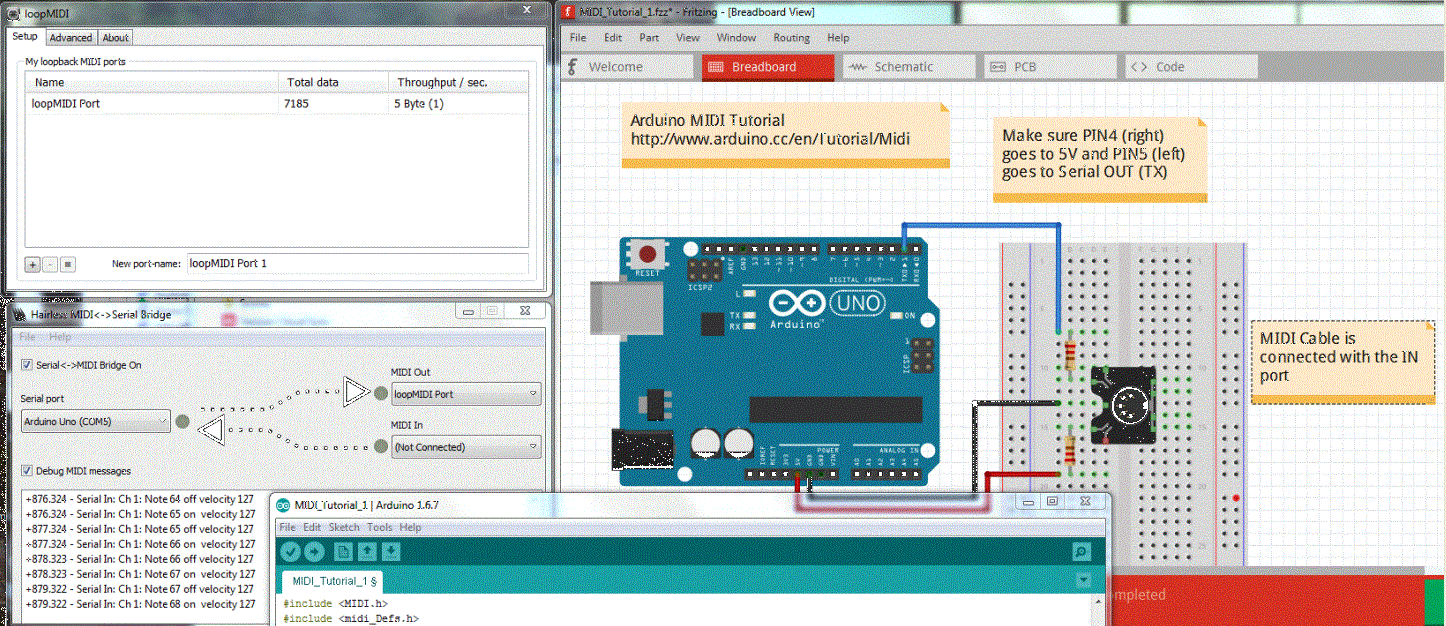 loopMIDI
Setup Advanced About
My loopback MIDI ports
Name Total data Throughput / sec.
loopMIDI Port 7185 5 Byte (1)
+ - New port-name: loopMIDI Port 1
Hairless MIDI<->Serial Bridge
File Help
Serial<->MIDI Bridge On
MIDI Out
Serial port
loopMIDI Port
Arduino Uno (COM5)
MIDI In
(Not Connected)
Debug MIDI messages
+876.324 - Serial In: Ch 1: Note 64 off velocity 127
+876.324 - Serial In: Ch 1: Note 65 on velocity 127
+877.324 - Serial In: Ch 1: Note 65 off velocity 127
+877.324 - Serial In: Ch 1: Note 66 on velocity 127
+878.323 - Serial In: Ch 1: Note 66 off velocity 127
+878.323 - Serial In: Ch 1: Note 67 on velocity 127
+879.322 - Serial In: Ch 1: Note 67 off velocity 127
+879.322 - Serial In: Ch 1: Note 68 on velocity 127
MIDI_Tutorial_1.fzz* - Fritzing - [Breadboard View]
File Edit Part View Window Routing Help
Welcome Breadboard Schematic PCB Code
Arduino MIDI Tutorial
http://www.arduino.cc/en/Tutorial/Midi
Make sure PIN4 (right)
goes to 5V and PIN5 (left)
goes to Serial OUT (TX)
RESET
ICSP2
AREF
GND
DIGITAL (PWM~)
L
TX
RX
Arduino
UNO
ON
ICSP
1
POWER
ANALOG IN
IOREF RESET 3V3 5V GND GND VIN
A0 A1 A2 A3 A4 A5
MIDI Cable is
connected with the IN
port
MIDI_Tutorial_1 | Arduino 1.6.7
File Edit Sketch Tools Help
MIDI_Tutorial_1 §
#include <MIDI.h>
#include <midi_Defs.h>
ompleted